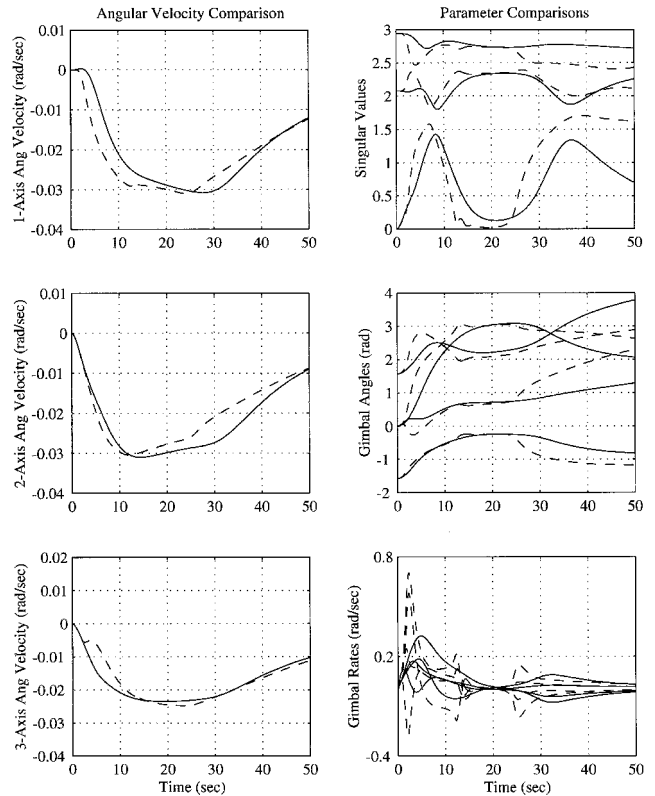 Angular Velocity Comparison
Parameter Comparisons
1-Axis Ang Velocity (rad/sec)
0.01
0
-0.01
-0.02
-0.03
-0.04
0 10 20 30 40 50
Singular Values
3
2.5
2
1.5
1
0.5
0
0 10 20 30 40 50
2-Axis Ang Velocity (rad/sec)
0.01
0
-0.01
-0.02
-0.03
-0.04
0 10 20 30 40 50
Gimbal Angles (rad)
4
3
2
1
0
-1
-2
0 10 20 30 40 50
3-Axis Ang Velocity (rad/sec)
0.02
0.01
0
-0.01
-0.02
-0.03
-0.04
0 10 20 30 40 50
Time (sec)
Gimbal Rates (rad/sec)
0.8
0.2
-0.4
0 10 20 30 40 50
Time (sec)